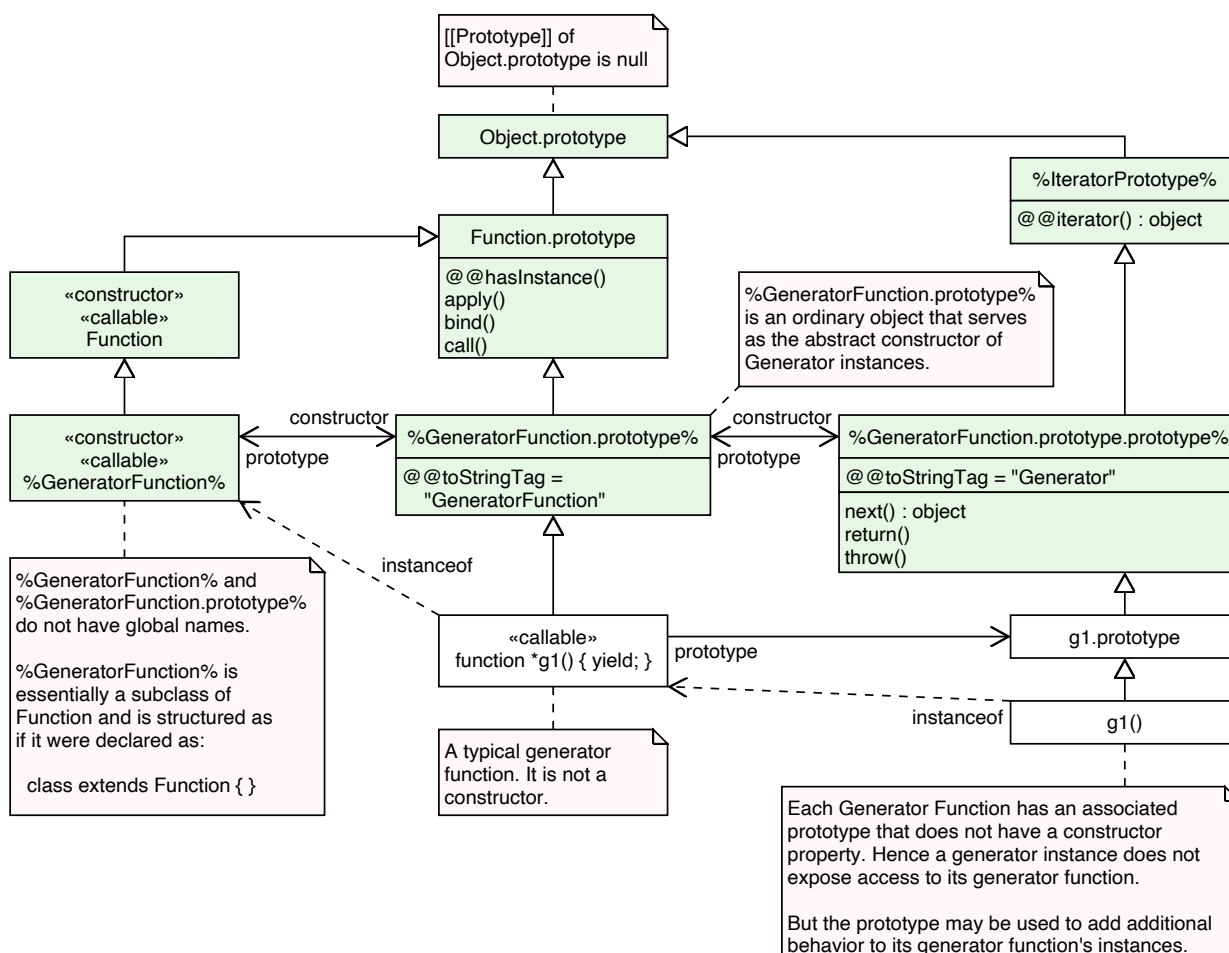 [[Prototype]] of
Object.prototype is null
Object.prototype
%IteratorPrototype%
@@iterator() : object
Function.prototype
@@hasInstance()
apply()
bind()
call()
«constructor»
«callable»
Function
%GeneratorFunction.prototype%
is an ordinary object that serves
as the abstract constructor of
Generator instances.
«constructor»
«callable»
%GeneratorFunction%
constructor
prototype
%GeneratorFunction.prototype%
@@toStringTag =
"GeneratorFunction"
constructor
prototype
%GeneratorFunction.prototype.prototype%
@@toStringTag = "Generator"
next() : object
return()
throw()
instanceof
%GeneratorFunction% and
%GeneratorFunction.prototype%
do not have global names.
%GeneratorFunction% is
essentially a subclass of
Function and is structured as
if it were declared as:
class extends Function { }
«callable»
function *g1() { yield; }
prototype
g1.prototype
instanceof
g1()
A typical generator
function. It is not a
constructor.
Each Generator Function has an associated
prototype that does not have a constructor
property. Hence a generator instance does not
expose access to its generator function.
But the prototype may be used to add additional
behavior to its generator function's instances.